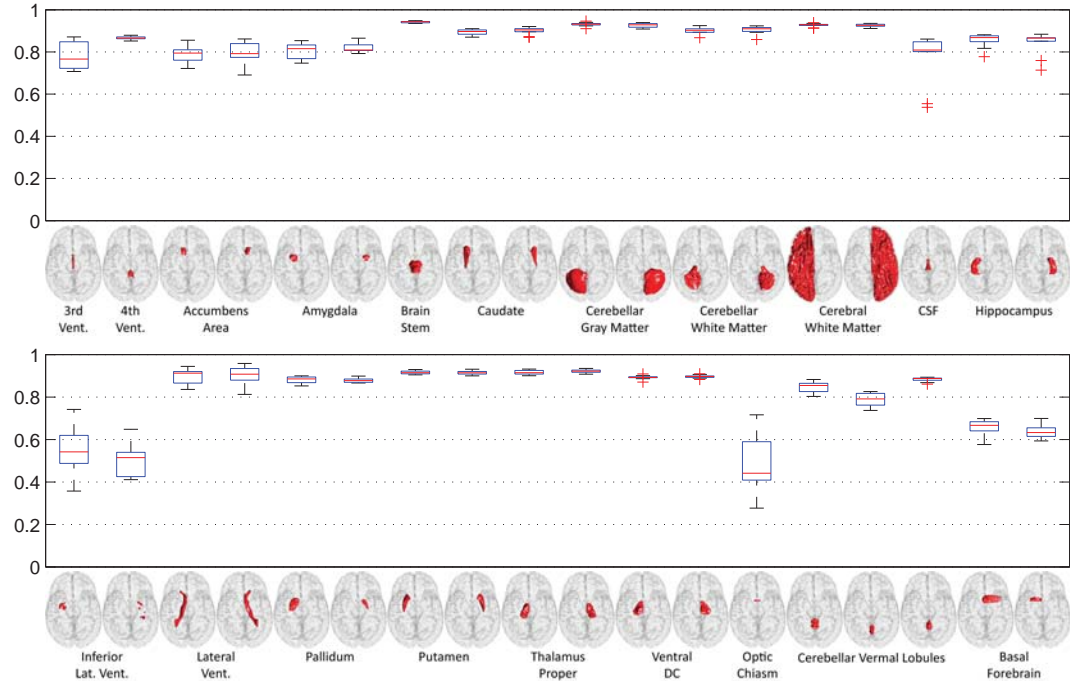 1
0.8
0.6
0.4
0.2
0
3rd Vent.
4th Vent.
Accumbens Area
Amygdala
Brain Stem
Caudate
Cerebellar Gray Matter
Cerebellar White Matter
Cerebral White Matter
CSF
Hippocampus
1
0.8
0.6
0.4
0.2
0
Inferior Lat. Vent.
Lateral Vent.
Pallidum
Putamen
Thalamus Proper
Ventral DC
Optic Chiasm
Cerebellar Vermal Lobules
Basal Forebrain